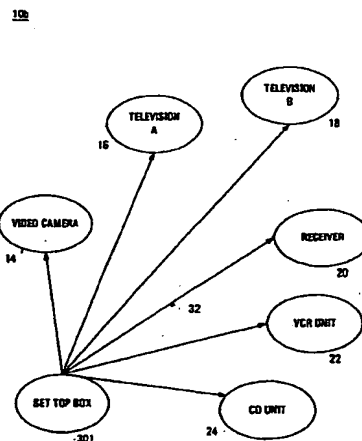 10b
TELEVISION
B
18
TELEVISION
A
16
VIDEO CAMERA
14
RECEIVER
20
32
VCR UNIT
22
SET TOP BOX
301
CD UNIT
24